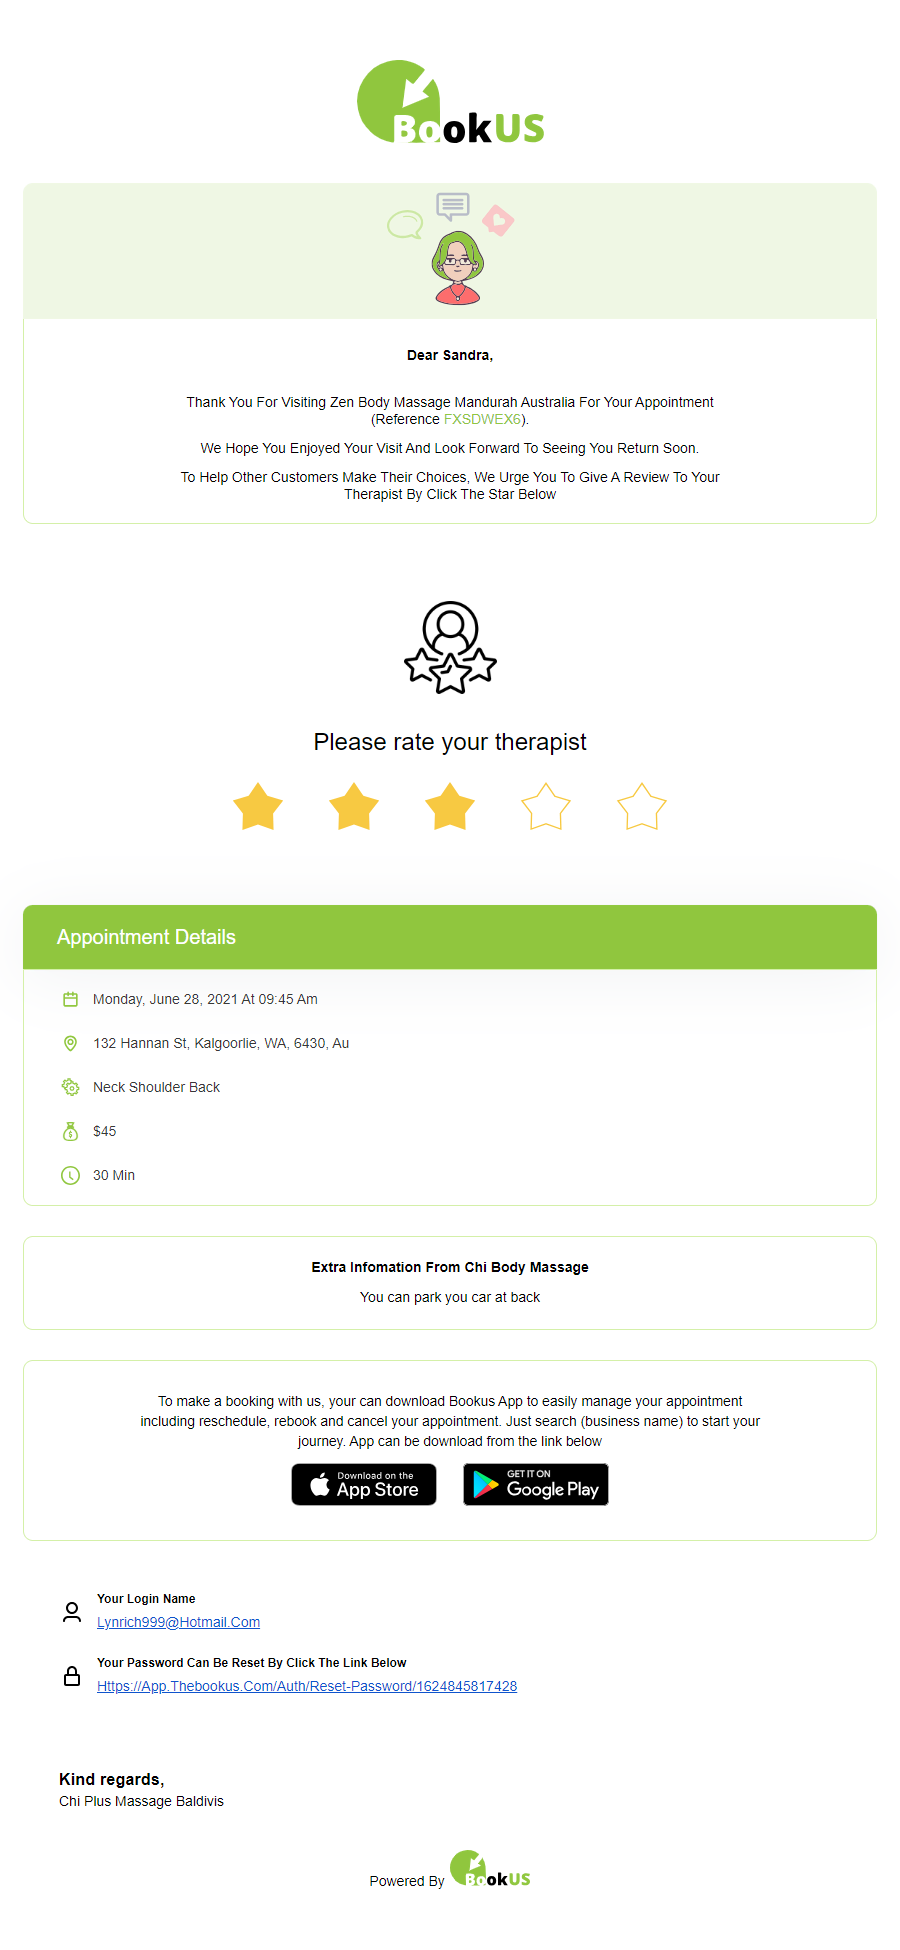 BookUS
Dear Sandra,
Thank You For Visiting Zen Body Massage Mandurah Australia For Your Appointment
(Reference FXSDWEX6).
We Hope You Enjoyed Your Visit And Look Forward To Seeing You Return Soon.
To Help Other Customers Make Their Choices, We Urge You To Give A Review To Your
Therapist By Click The Star Below
Please rate your therapist
Appointment Details
Monday, June 28, 2021 At 09:45 Am
132 Hannan St, Kalgoorlie, WA, 6430, Au
Neck Shoulder Back
$45
30 Min
Extra Infomation From Chi Body Massage
You can park you car at back
To make a booking with us, your can download Bookus App to easily manage your appointment
including reschedule, rebook and cancel your appointment. Just search (business name) to start your
journey. App can be download from the link below
Download on the
App Store
GET IT ON
Google Play
Your Login Name
Lynrich999@Hotmail.Com
Your Password Can Be Reset By Click The Link Below
Https://App.Thebookus.Com/Auth/Reset-Password/1624845817428
Kind regards,
Chi Plus Massage Baldivis
Powered By BookUS